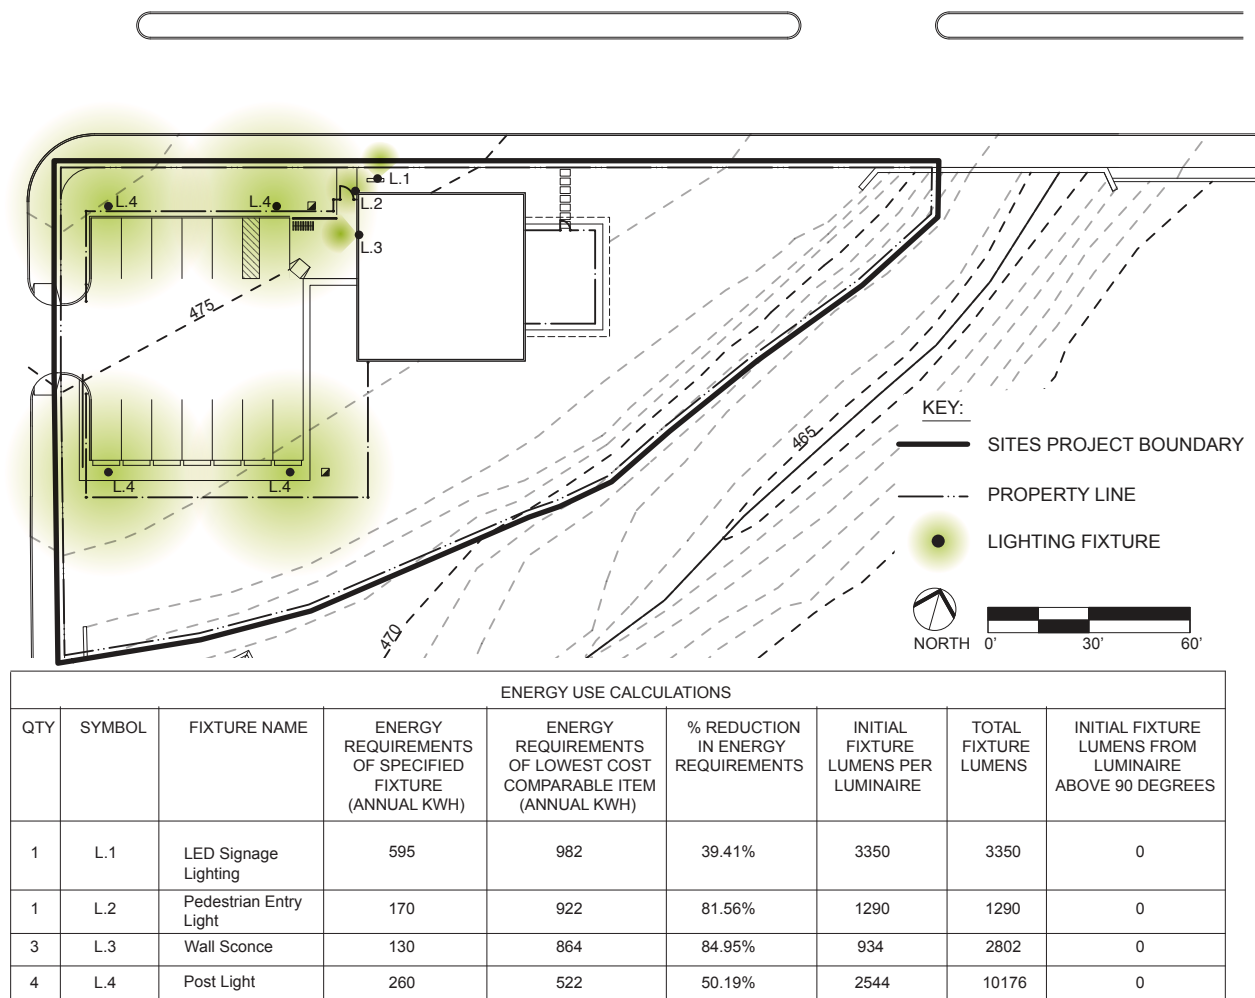 L.1
L.4
L.4
L.2
L.3
475
KEY:
465
SITES PROJECT BOUNDARY
PROPERTY LINE
L.4
L.4
LIGHTING FIXTURE
470
NORTH
0' 30' 60'
ENERGY USE CALCULATIONS
QTY SYMBOL FIXTURE NAME ENERGY REQUIREMENTS OF SPECIFIED FIXTURE (ANNUAL KWH) ENERGY REQUIREMENTS OF LOWEST COST COMPARABLE ITEM (ANNUAL KWH) % REDUCTION IN ENERGY REQUIREMENTS INITIAL FIXTURE LUMENS PER LUMINAIRE TOTAL FIXTURE LUMENS INITIAL FIXTURE LUMENS FROM LUMINAIRE ABOVE 90 DEGREES
1 L.1 LED Signage Lighting 595 982 39.41% 3350 3350 0
1 L.2 Pedestrian Entry Light 170 922 81.56% 1290 1290 0
3 L.3 Wall Sconce 130 864 84.95% 934 2802 0
4 L.4 Post Light 260 522 50.19% 2544 10176 0